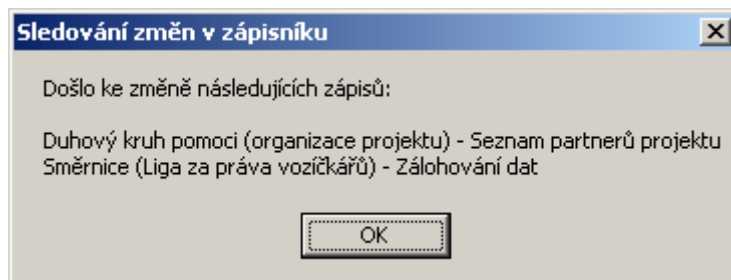 Sledování změn v zápisníku
Došlo ke změně následujících zápisů:
Duhový kruh pomoci (organizace projektu) - Seznam partnerů projektu
Směrnice (Liga za práva vozíčkářů) - Zálohování dat
OK